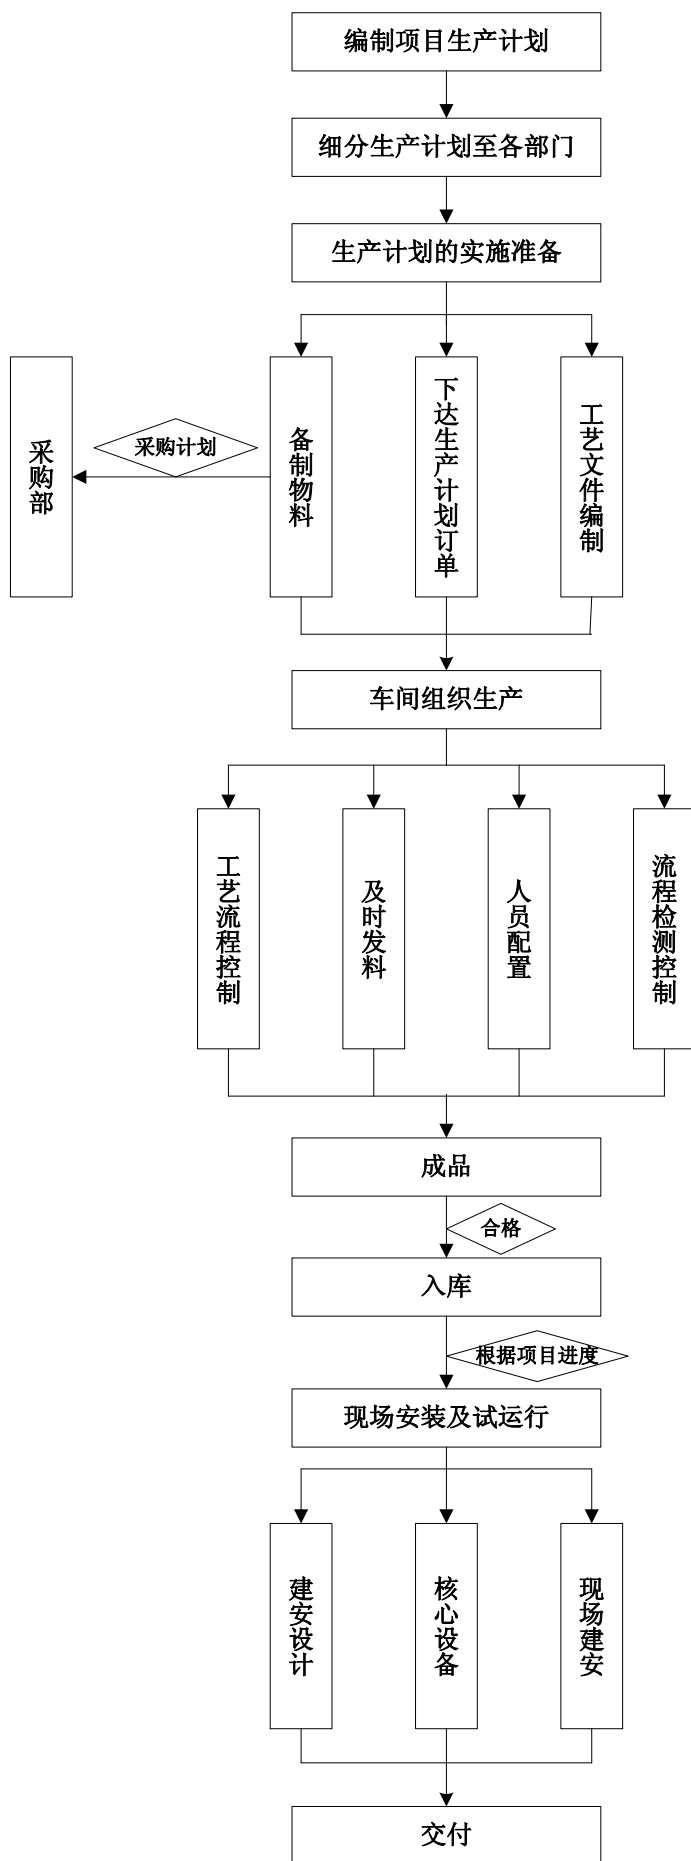 编制项目生产计划
细分生产计划至各部门
生产计划的实施准备
采购部
采购计划
备制物料
下达生产计划订单
工艺文件编制
车间组织生产
工艺流程控制
及时发料
人员配置
流程检测控制
成品
合格
入库
根据项目进度
现场安装及试运行
建安设计
核心设备
现场建安
交付